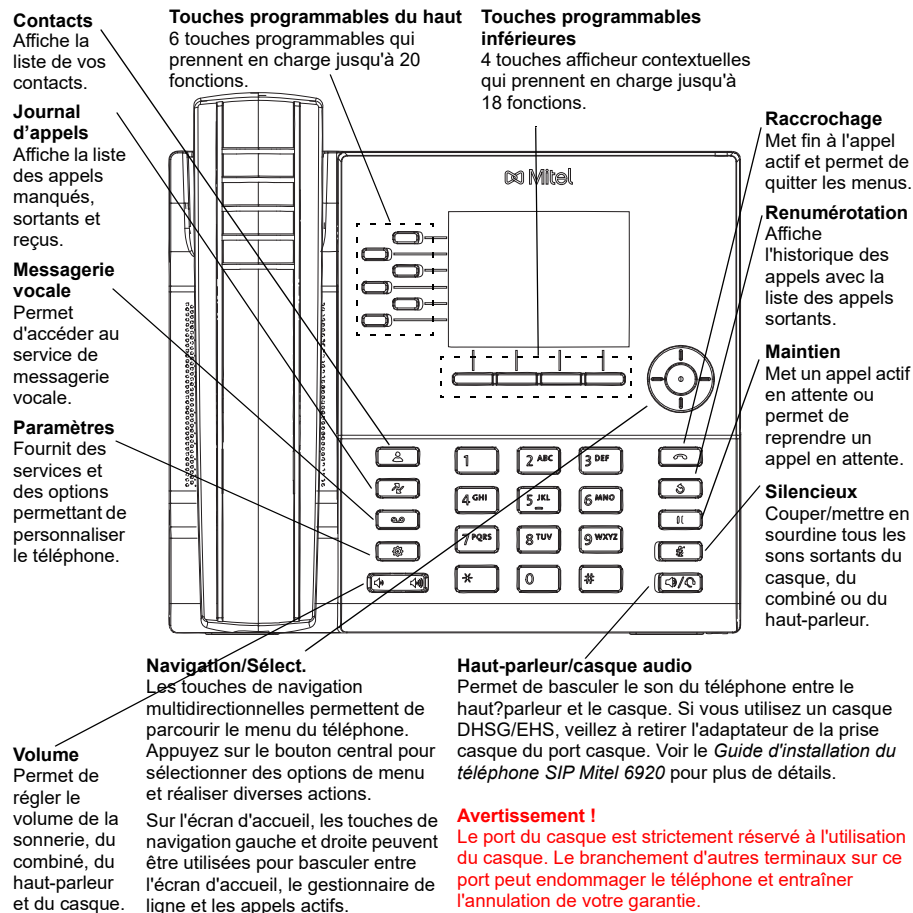 Contacts
Affiche la
liste de vos
contacts.
Journal
d'appels
Affiche la liste
des appels
manqués,
sortants et
reçus.
Messagerie
vocale
Permet
d'accéder au
service de
messagerie
vocale.
Paramètres
Fournit des
services et
des options
permettant de
personnaliser
le téléphone.
Touches programmables du haut
6 touches programmables qui
prennent en charge jusqu'à 20
fonctions.
Touches programmables
inférieures
4 touches afficheur contextuelles
qui prennent en charge jusqu'à
18 fonctions.
Mitel
1
2 ABC
3 DEF
4 GHI
5 JKL
6 MNO
7 PQRS
8 TUV
9 WXYZ
*
0
#
Raccrochage
Met fin à l'appel
actif et permet de
quitter les menus.
Renumérotation
Affiche
l'historique des
appels avec la
liste des appels
sortants.
Maintien
Met un appel actif
en attente ou
permet de
reprendre un
appel en attente.
Silencieux
Couper/mettre en
sourdine tous les
sons sortants du
casque, du
combiné ou du
haut-parleur.
Volume
Permet de
régler le
volume de la
sonnerie, du
combiné, du
haut-parleur
et du casque.
Navigation/Sélect.
Les touches de navigation
multidirectionnelles permettent de
parcourir le menu du téléphone.
Appuyez sur le bouton central pour
sélectionner des options de menu
et réaliser diverses actions.
Sur l'écran d'accueil, les touches de
navigation gauche et droite peuvent
être utilisées pour basculer entre
l'écran d'accueil, le gestionnaire de
ligne et les appels actifs.
Haut-parleur/casque audio
Permet de basculer le son du téléphone entre le
haut?parleur et le casque. Si vous utilisez un casque
DHSG/EHS, veillez à retirer l'adaptateur de la prise
casque du port casque. Voir le Guide d'installation du
téléphone SIP Mitel 6920 pour plus de détails.
Avertissement !
Le port du casque est strictement réservé à l'utilisation
du casque. Le branchement d'autres terminaux sur ce
port peut endommager le téléphone et entraîner
l'annulation de votre garantie.